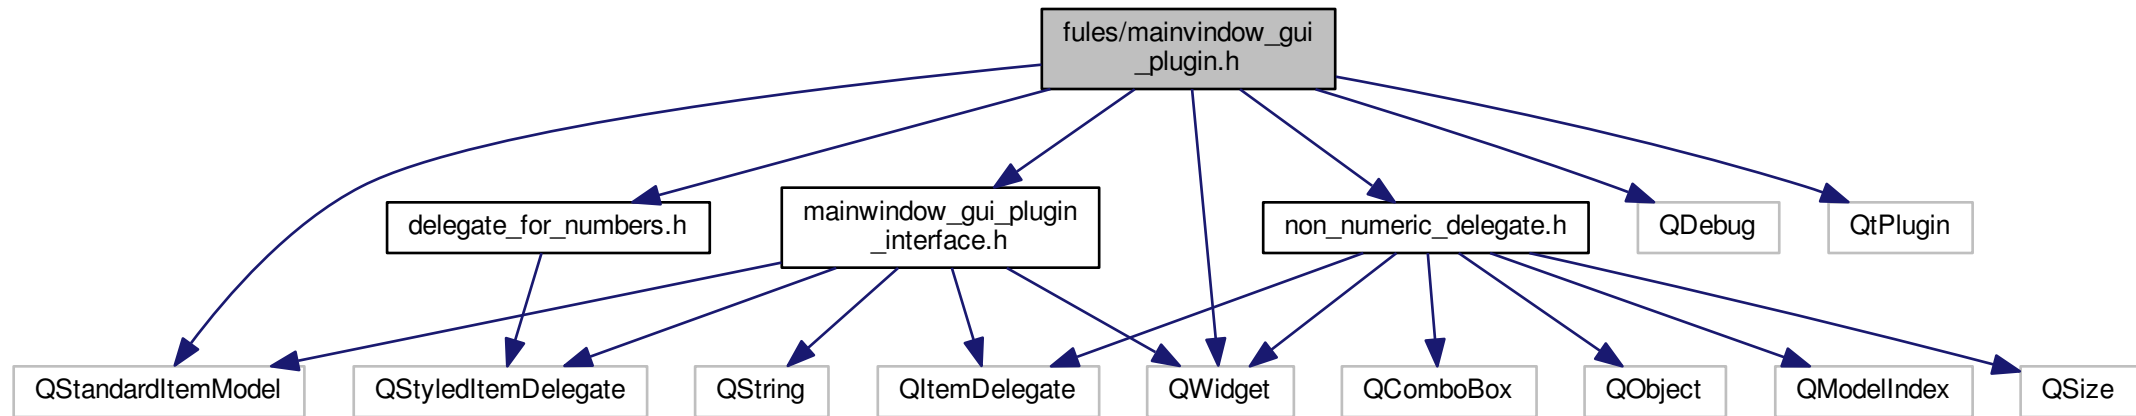 fules/mainvindow_gui
_plugin.h
delegate_for_numbers.h
mainwindow_gui_plugin
_interface.h
non_numeric_delegate.h
QDebug
QtPlugin
QStandardItemModel
QStyledItemDelegate
QString
QItemDelegate
QWidget
QComboBox
QObject
QModelIndex
QSize